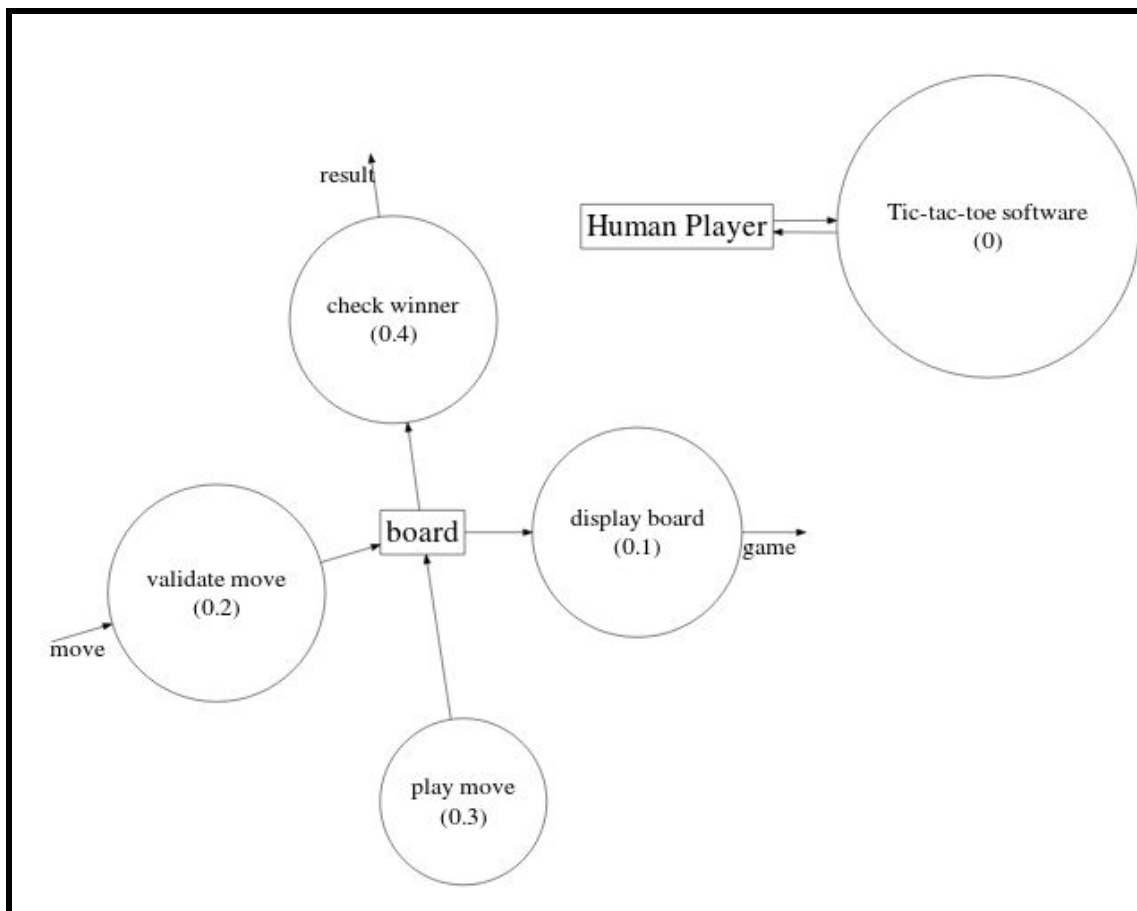 result
Human Player
Tic-tac-toe software
(0)
check winner
(0.4)
board
display board
(0.1)
game
validate move
(0.2)
move
play move
(0.3)